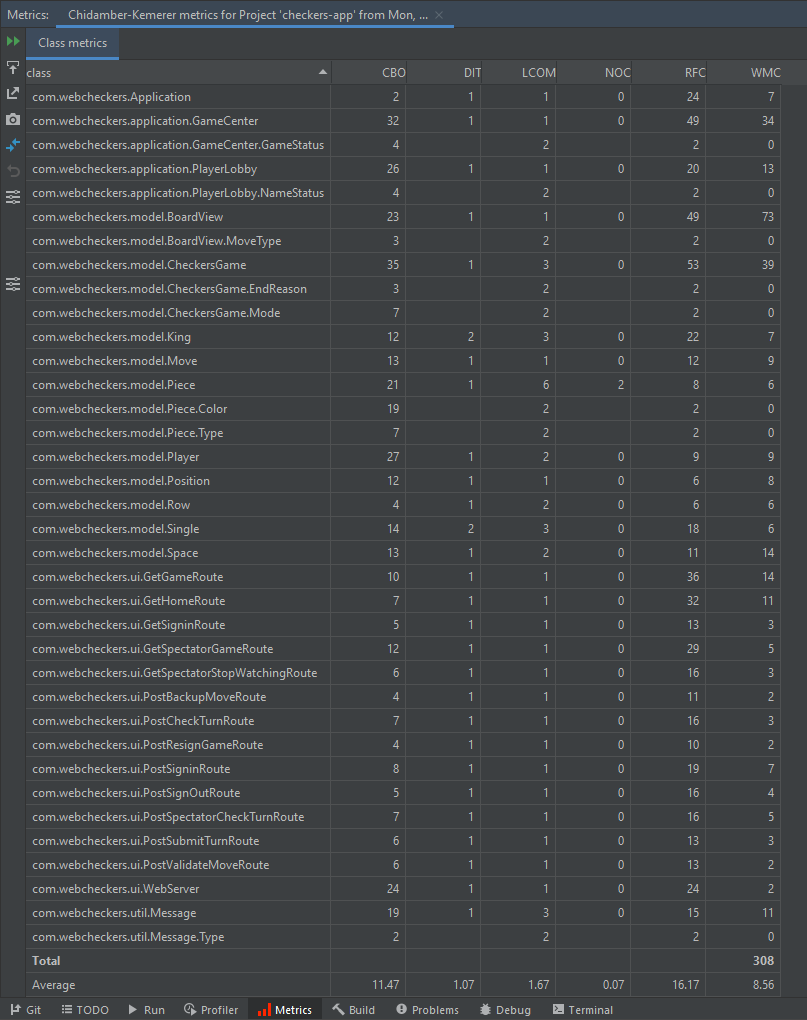 Metrics: Chidamber-Kemerer metrics for Project 'checkers-app' from Mon, ...
Class metrics
class CBO DIT LCOM NOC RFC WMC
com.webcheckers.Application 2 1 1 0 24 7
com.webcheckers.application.GameCenter 32 1 1 0 49 34
com.webcheckers.application.GameCenter.GameStatus 4 2 2 0
com.webcheckers.application.PlayerLobby 26 1 1 0 20 13
com.webcheckers.application.PlayerLobby.NameStatus 4 2 2 0
com.webcheckers.model.BoardView 23 1 1 0 49 73
com.webcheckers.model.BoardView.MoveType 3 2 2 0
com.webcheckers.model.CheckersGame 35 1 3 0 53 39
com.webcheckers.model.CheckersGame.EndReason 3 2 2 0
com.webcheckers.model.CheckersGame.Mode 7 2 2 0
com.webcheckers.model.King 12 2 3 0 22 7
com.webcheckers.model.Move 13 1 1 0 12 9
com.webcheckers.model.Piece 21 1 6 2 8 6
com.webcheckers.model.Piece.Color 19 2 2 0
com.webcheckers.model.Piece.Type 7 2 2 0
com.webcheckers.model.Player 27 1 2 0 9 9
com.webcheckers.model.Position 12 1 1 0 6 8
com.webcheckers.model.Row 4 1 2 0 6 6
com.webcheckers.model.Single 14 2 3 0 18 6
com.webcheckers.model.Space 13 1 2 0 11 14
com.webcheckers.ui.GetGameRoute 10 1 1 0 36 14
com.webcheckers.ui.GetHomeRoute 7 1 1 0 32 11
com.webcheckers.ui.GetSigninRoute 5 1 1 0 13 3
com.webcheckers.ui.GetSpectatorGameRoute 12 1 1 0 29 5
com.webcheckers.ui.GetSpectatorStopWatchingRoute 6 1 1 0 16 3
com.webcheckers.ui.PostBackupMoveRoute 4 1 1 0 11 2
com.webcheckers.ui.PostCheckTurnRoute 7 1 1 0 16 3
com.webcheckers.ui.PostResignGameRoute 4 1 1 0 10 2
com.webcheckers.ui.PostSigninRoute 8 1 1 0 19 7
com.webcheckers.ui.PostSignOutRoute 5 1 1 0 16 4
com.webcheckers.ui.PostSpectatorCheckTurnRoute 7 1 1 0 16 5
com.webcheckers.ui.PostSubmitTurnRoute 6 1 1 0 13 3
com.webcheckers.ui.PostValidateMoveRoute 6 1 1 0 13 2
com.webcheckers.ui.WebServer 24 1 1 0 24 2
com.webcheckers.util.Message 19 1 3 0 15 11
com.webcheckers.util.Message.Type 2 2 2 0
Total 308
Average 11.47 1.07 1.67 0.07 16.17 8.56
Git TODO Run Profiler Metrics Build Problems Debug Terminal